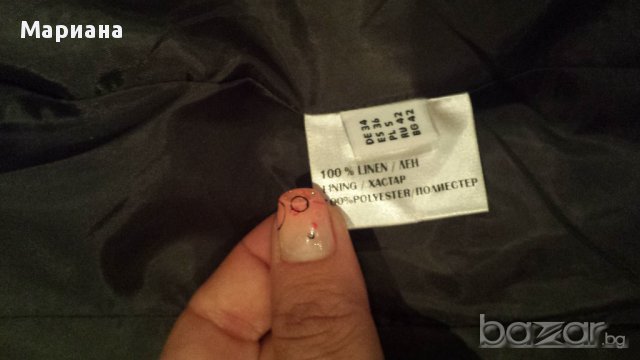 Мариана
DE 34
ES 36
PL S
RU 42
BG 42
100 % LINEN / ЛЕН
LINING / ХАСТАР
100%POLYESTER/ПОЛИЕСТЕР
bazar.bg